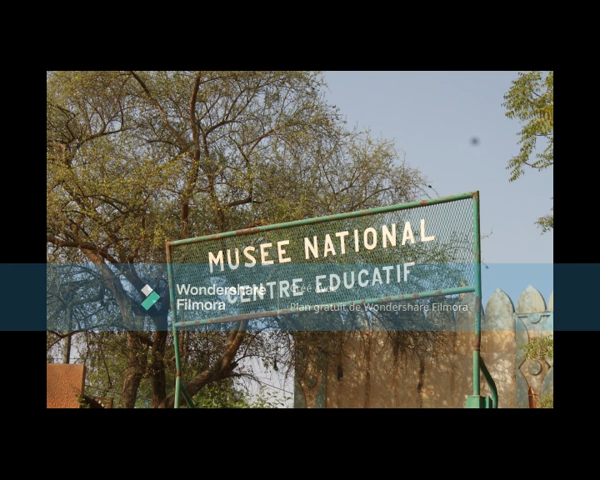 MUSEE NATIONAL
CENTRE EDUCATIF
Wondershare
Filmora
Plan gratuit de Wondershare Filmora